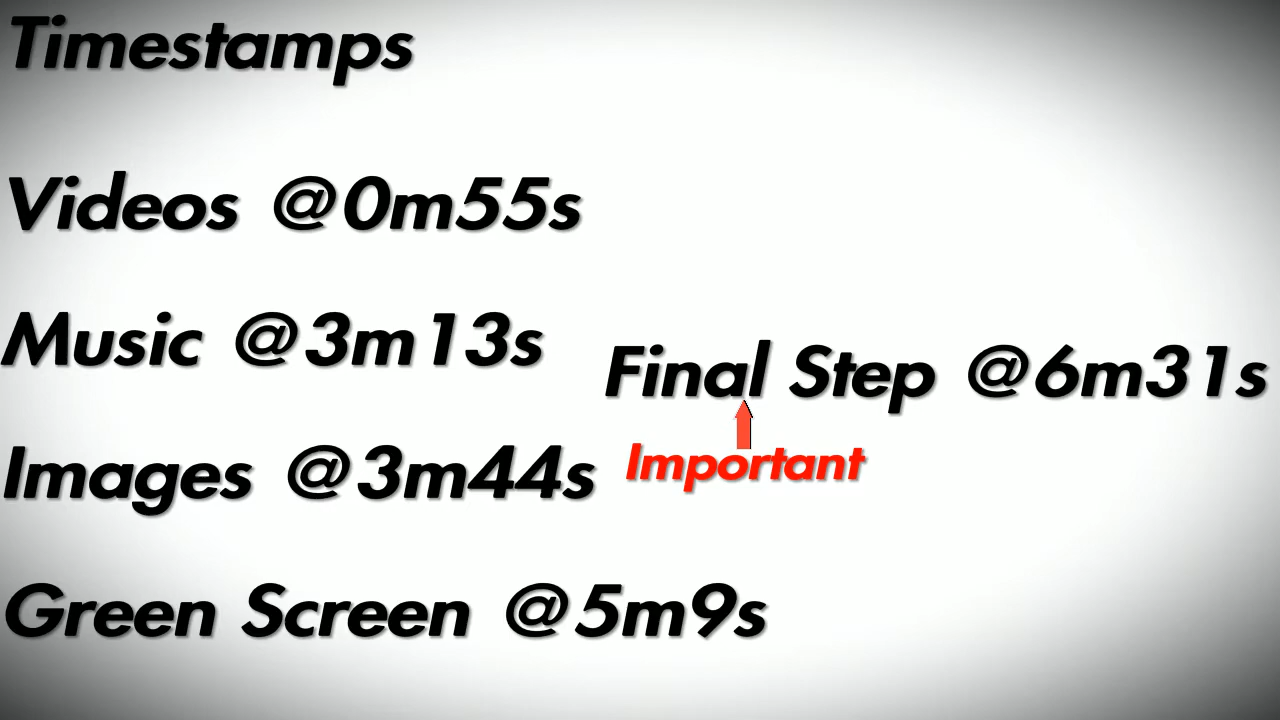 Timestamps
Videos @0m55s
Music @3m13s
Images @3m44s
Green Screen @5m9s
Final Step @6m31s
Important